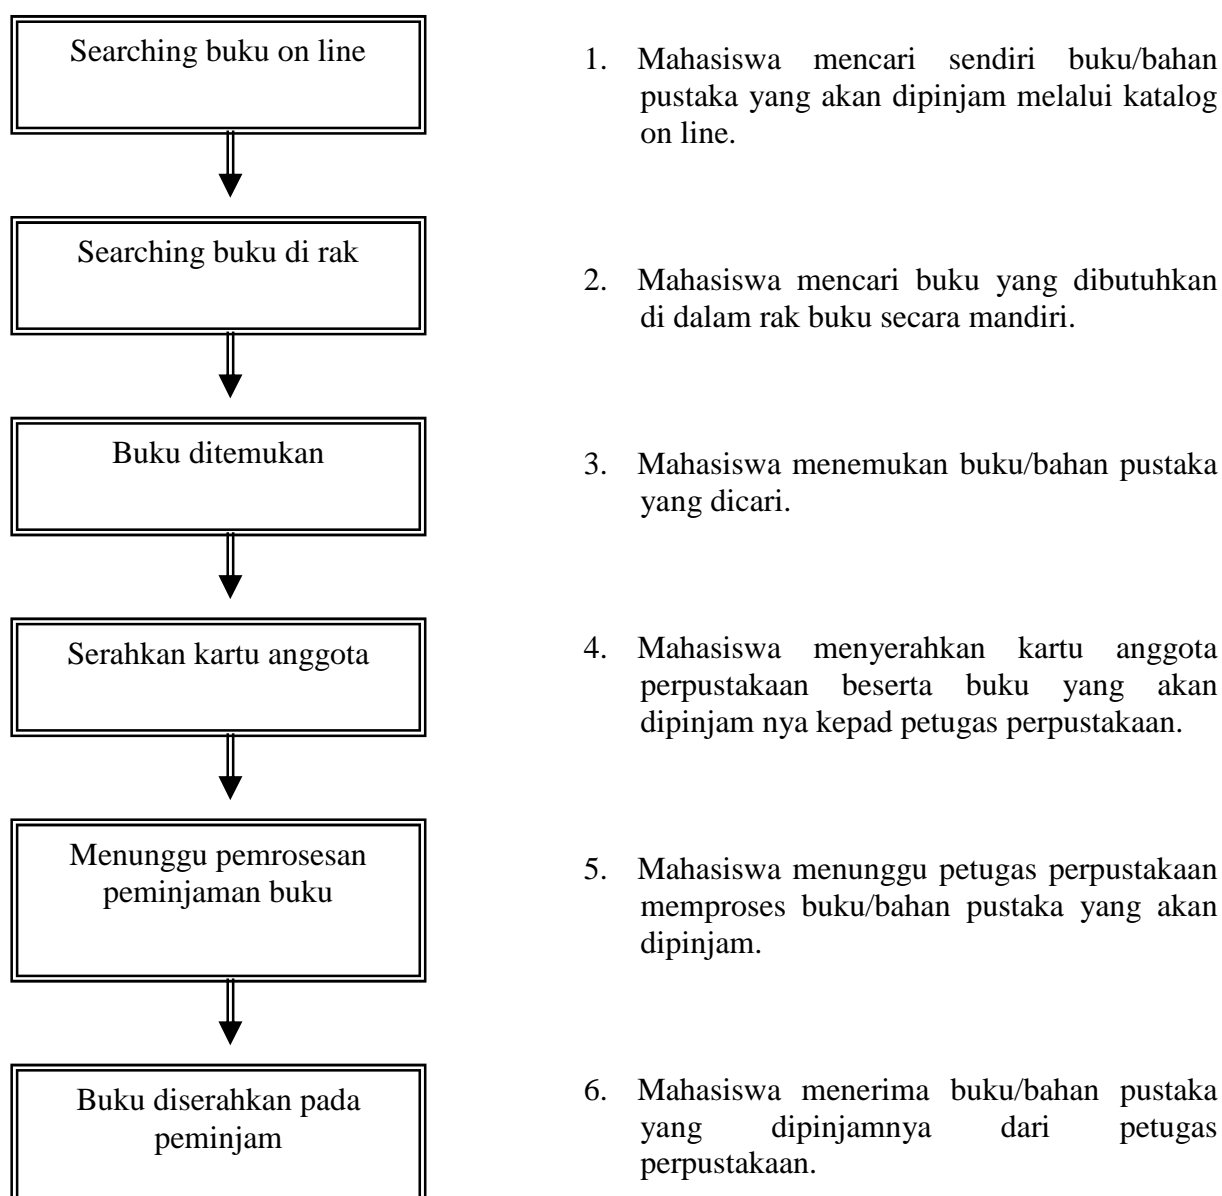 Searching buku on line
1. Mahasiswa mencari sendiri buku/bahan
pustaka yang akan dipinjam melalui katalog
on line.
Searching buku di rak
2. Mahasiswa mencari buku yang dibutuhkan
di dalam rak buku secara mandiri.
Buku ditemukan
3. Mahasiswa menemukan buku/bahan pustaka
yang dicari.
Serahkan kartu anggota
4. Mahasiswa menyerahkan kartu anggota
perpustakaan beserta buku yang akan
dipinjam nya kepad petugas perpustakaan.
Menunggu pemrosesan
peminjaman buku
5. Mahasiswa menunggu petugas perpustakaan
memproses buku/bahan pustaka yang akan
dipinjam.
Buku diserahkan pada
peminjam
6. Mahasiswa menerima buku/bahan pustaka
yang dipinjamnya dari petugas
perpustakaan.